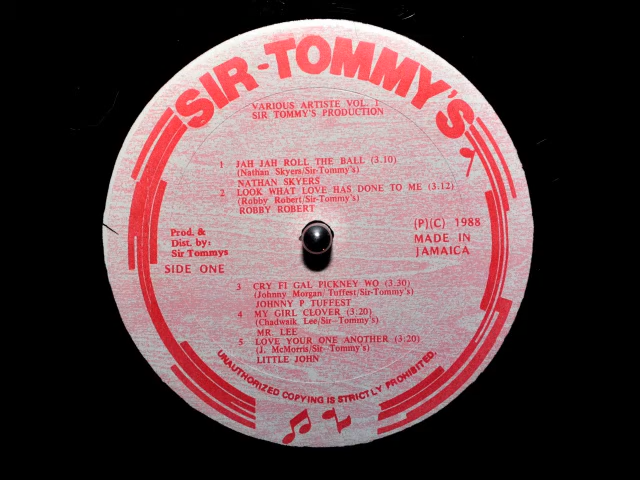 SIR-TOMMY'S.
VARIOUS ARTISTE VOL. 1
SIR TOMMY'S PRODUCTION
1 JAH JAH ROLL THE BALL (3.10)
(Nathan Skyers/Sir-Tommy's)
NATHAN SKYERS
2 LOOK WHAT LOVE HAS DONE TO ME (3.12)
(Robby Robert/Sir-Tommy's)
ROBBY ROBERT
Prod. &
Dist. by:
Sir Tommys
SIDE ONE
(P)(C) 1988
MADE IN
JAMAICA
3 CRY FI GAL PICKNEY WO (3.30)
(Johnny Morgan/Tuffest/Sir-Tommy's)
JOHNNY P TUFFEST
4 MY GIRL CLOVER (3.20)
(Chadwsik Lee/Sir-Tommy's)
MR. LEE
5 LOVE YOUR ONE ANOTHER (3.20)
(J. McMorris/Sir-Tommy's)
LITTLE JOHN
UNAUTHORIZED COPYING IS STRICTLY PROHIBITED.